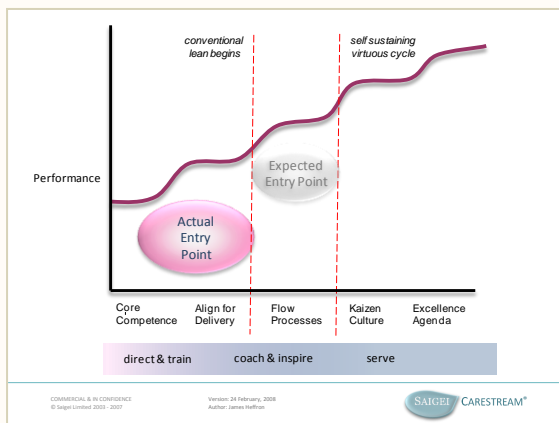 conventional
lean begins
self sustaining
virtuous cycle
Performance
Expected
Entry Point
Actual
Entry
Point
Core
Competence
Align for
Delivery
Flow
Processes
Kaizen
Culture
Excellence
Agenda
direct & train
coach & inspire
serve
COMMERCIAL & IN CONFIDENCE
© Saigei Limited 2003 - 2007
Version: 24 February, 2008
Author: James Heffron
SAIGEI CARESTREAM®